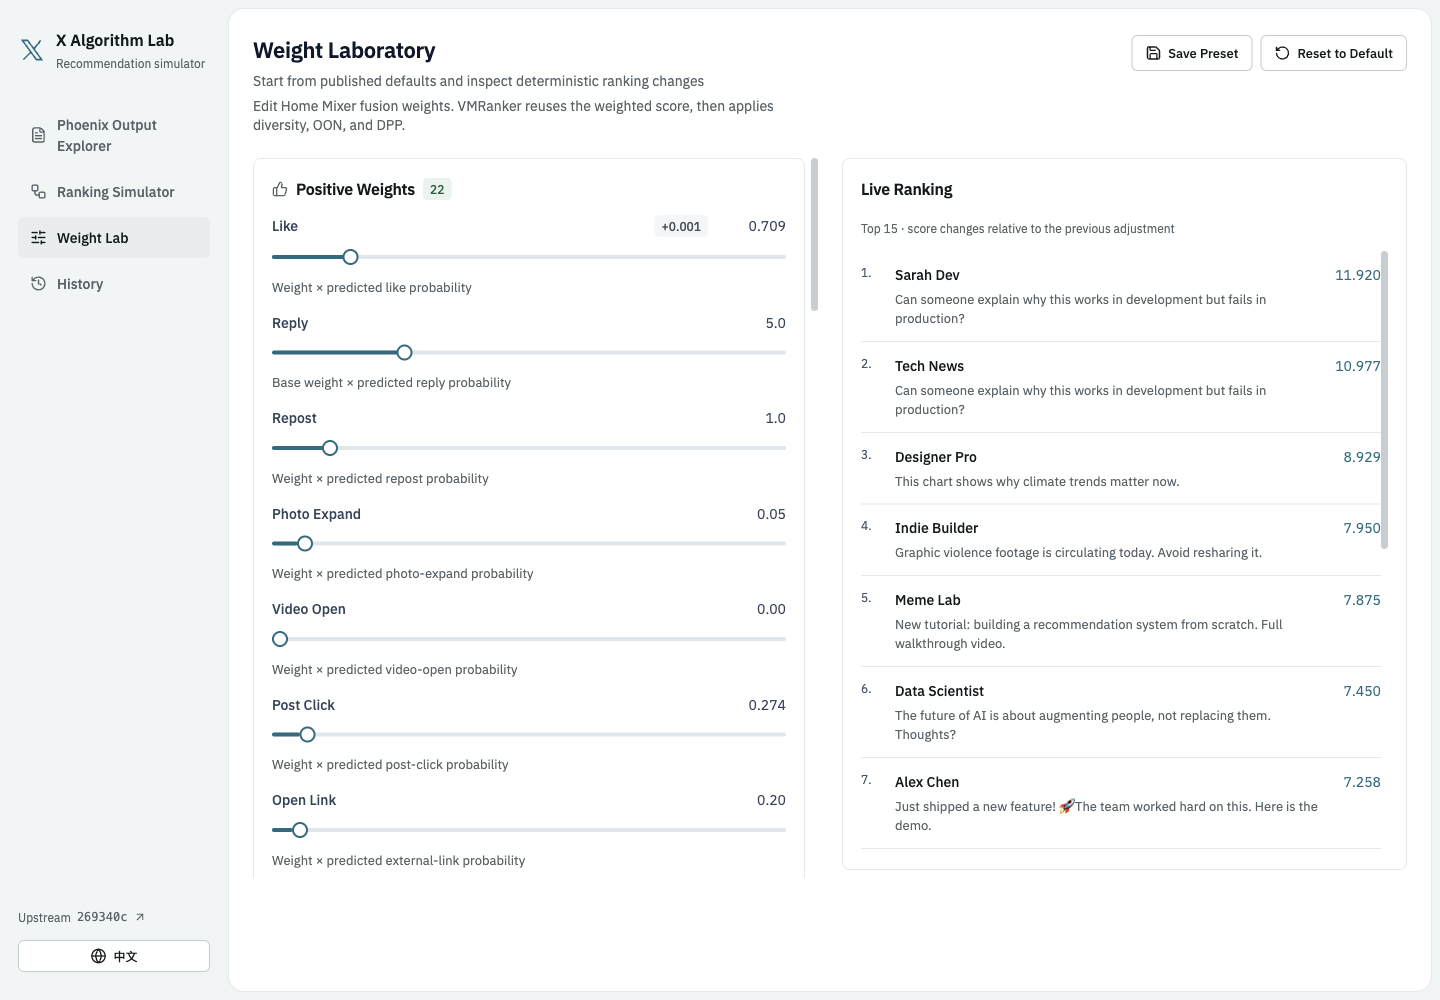 X Algorithm Lab
Recommendation simulator
Phoenix Output
Explorer
Ranking Simulator
Weight Lab
History
Upstream 269340c ↗
中文
Weight Laboratory
Start from published defaults and inspect deterministic ranking changes
Edit Home Mixer fusion weights. VMRanker reuses the weighted score, then applies
diversity, OON, and DPP.
Save Preset
Reset to Default
Positive Weights 22
Like +0.001 0.709
Weight × predicted like probability
Reply 5.0
Base weight × predicted reply probability
Repost 1.0
Weight × predicted repost probability
Photo Expand 0.05
Weight × predicted photo-expand probability
Video Open 0.00
Weight × predicted video-open probability
Post Click 0.274
Weight × predicted post-click probability
Open Link 0.20
Weight × predicted external-link probability
Live Ranking
Top 15 · score changes relative to the previous adjustment
1. Sarah Dev 11.920
Can someone explain why this works in development but fails in
production?
2. Tech News 10.977
Can someone explain why this works in development but fails in
production?
3. Designer Pro 8.929
This chart shows why climate trends matter now.
4. Indie Builder 7.950
Graphic violence footage is circulating today. Avoid resharing it.
5. Meme Lab 7.875
New tutorial: building a recommendation system from scratch. Full
walkthrough video.
6. Data Scientist 7.450
The future of AI is about augmenting people, not replacing them.
Thoughts?
7. Alex Chen 7.258
Just shipped a new feature! 🚀The team worked hard on this. Here is the
demo.